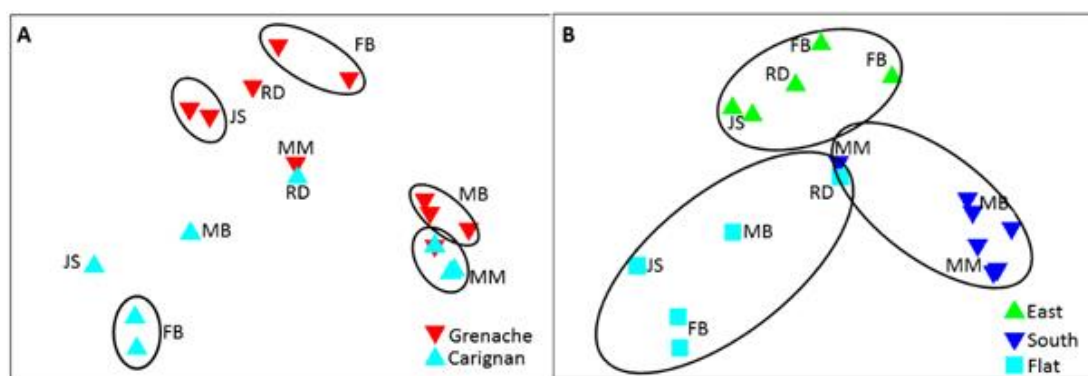 A
FB
RD
JS
MM
RD
MB
MB
JS
MM
FB
Grenache
Carignan
B
FB
FB
RD
JS
MM
RD
MB
MB
JS
MM
FB
East
South
Flat